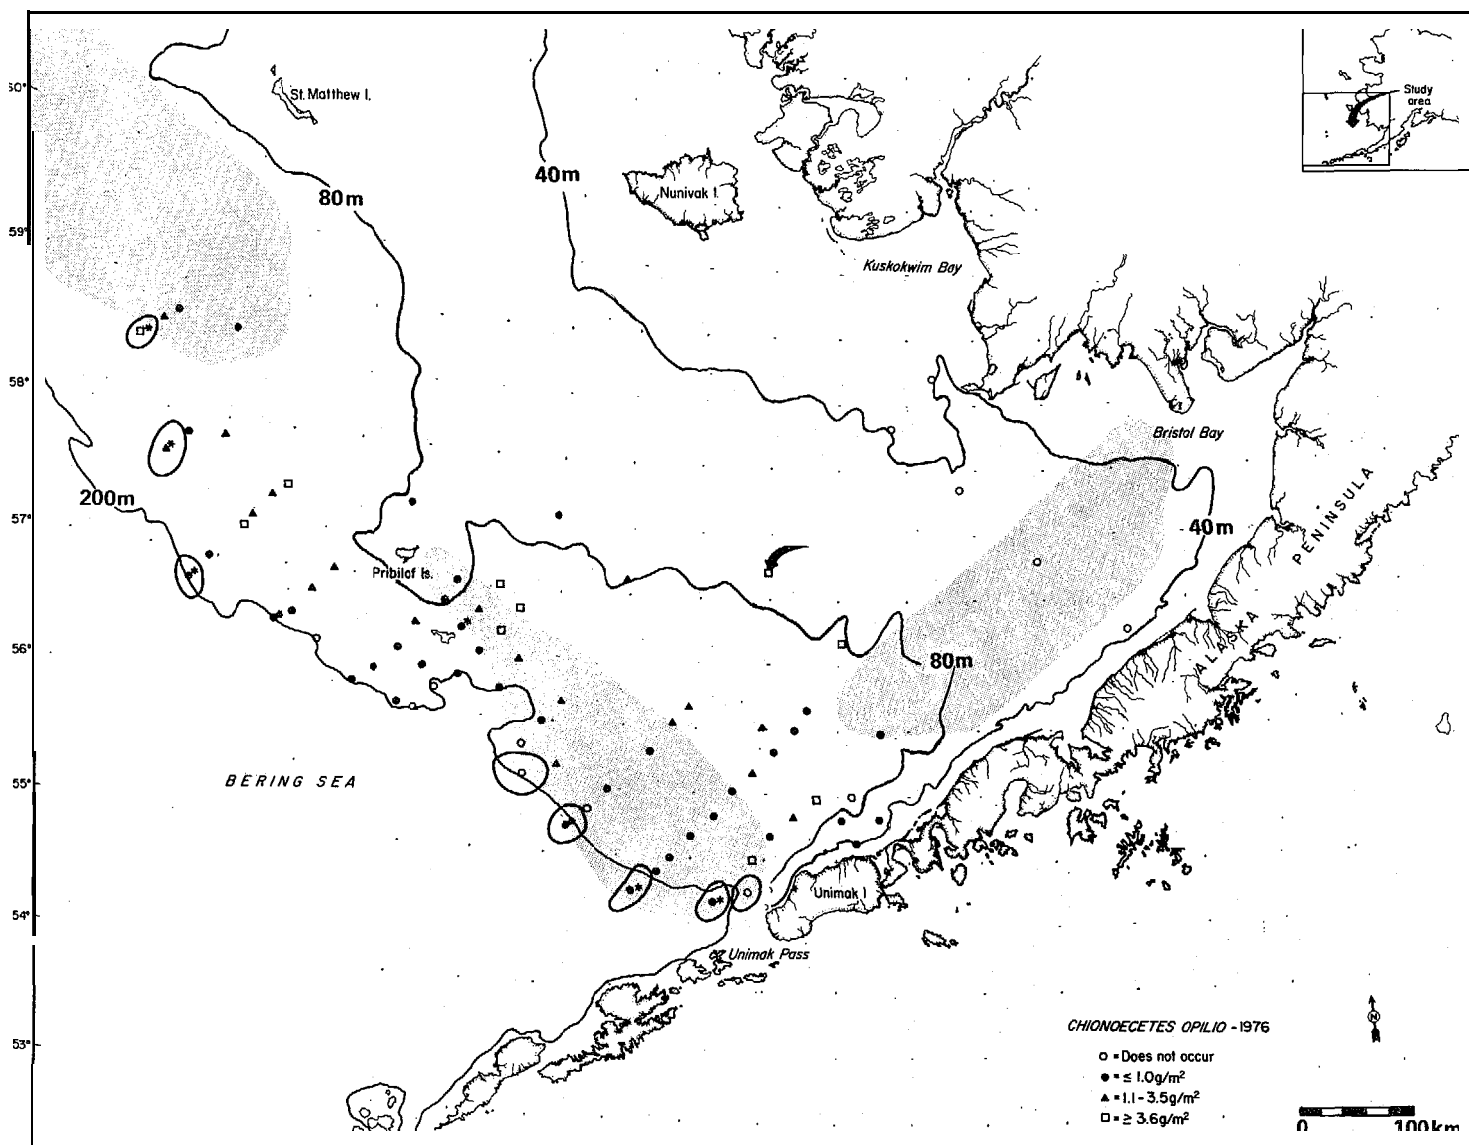 St. Matthew I.
Study
area
59°
80m
40m
Nunivak I.
Kuskokwim Bay
58°
Bristol Bay
200m
57°
40m
Pribilof Is.
PENINSULA
ALASKA
56°
80m
55°
BERING SEA
54°
Unimak I
Unimak Pass
53°
CHIONOECETES OPILIO - 1976
N
○ = Does not occur
● = ≤ 1.0g/m²
▲ = 1.1 - 3.5g/m²
□ = ≥ 3.6g/m²
0 100km